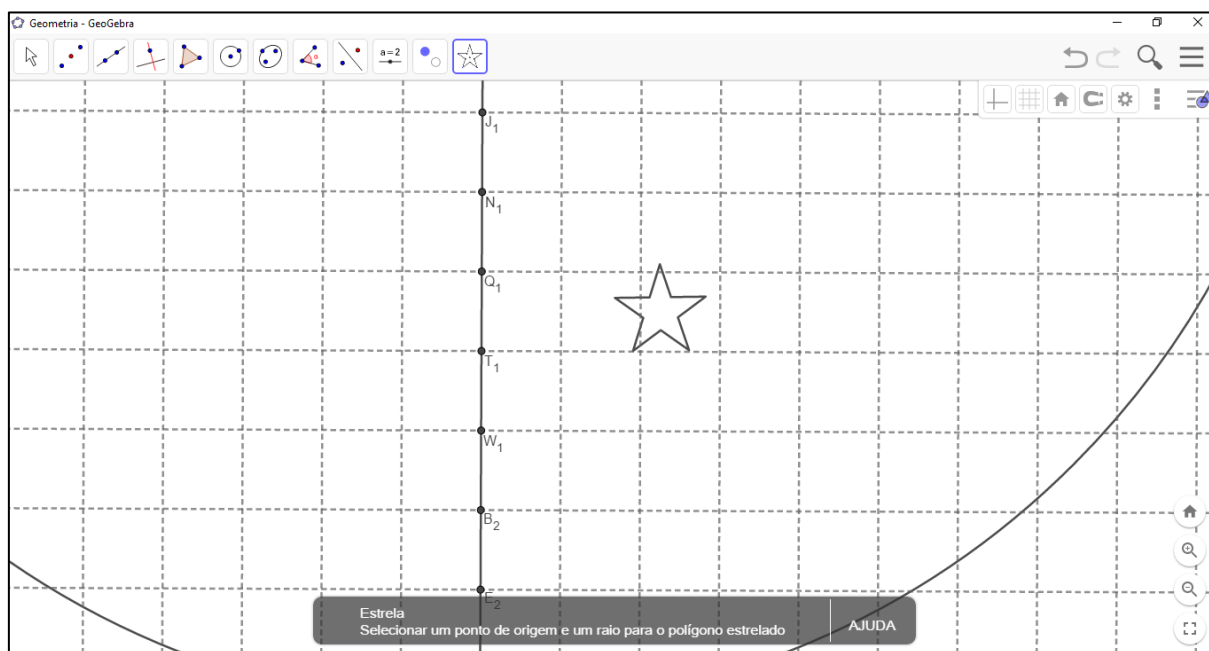 Geometria - GeoGebra
a=2
J1
N1
Q1
T1
W1
B2
E2
Estrela
Selecionar um ponto de origem e um raio para o polígono estrelado
AJUDA